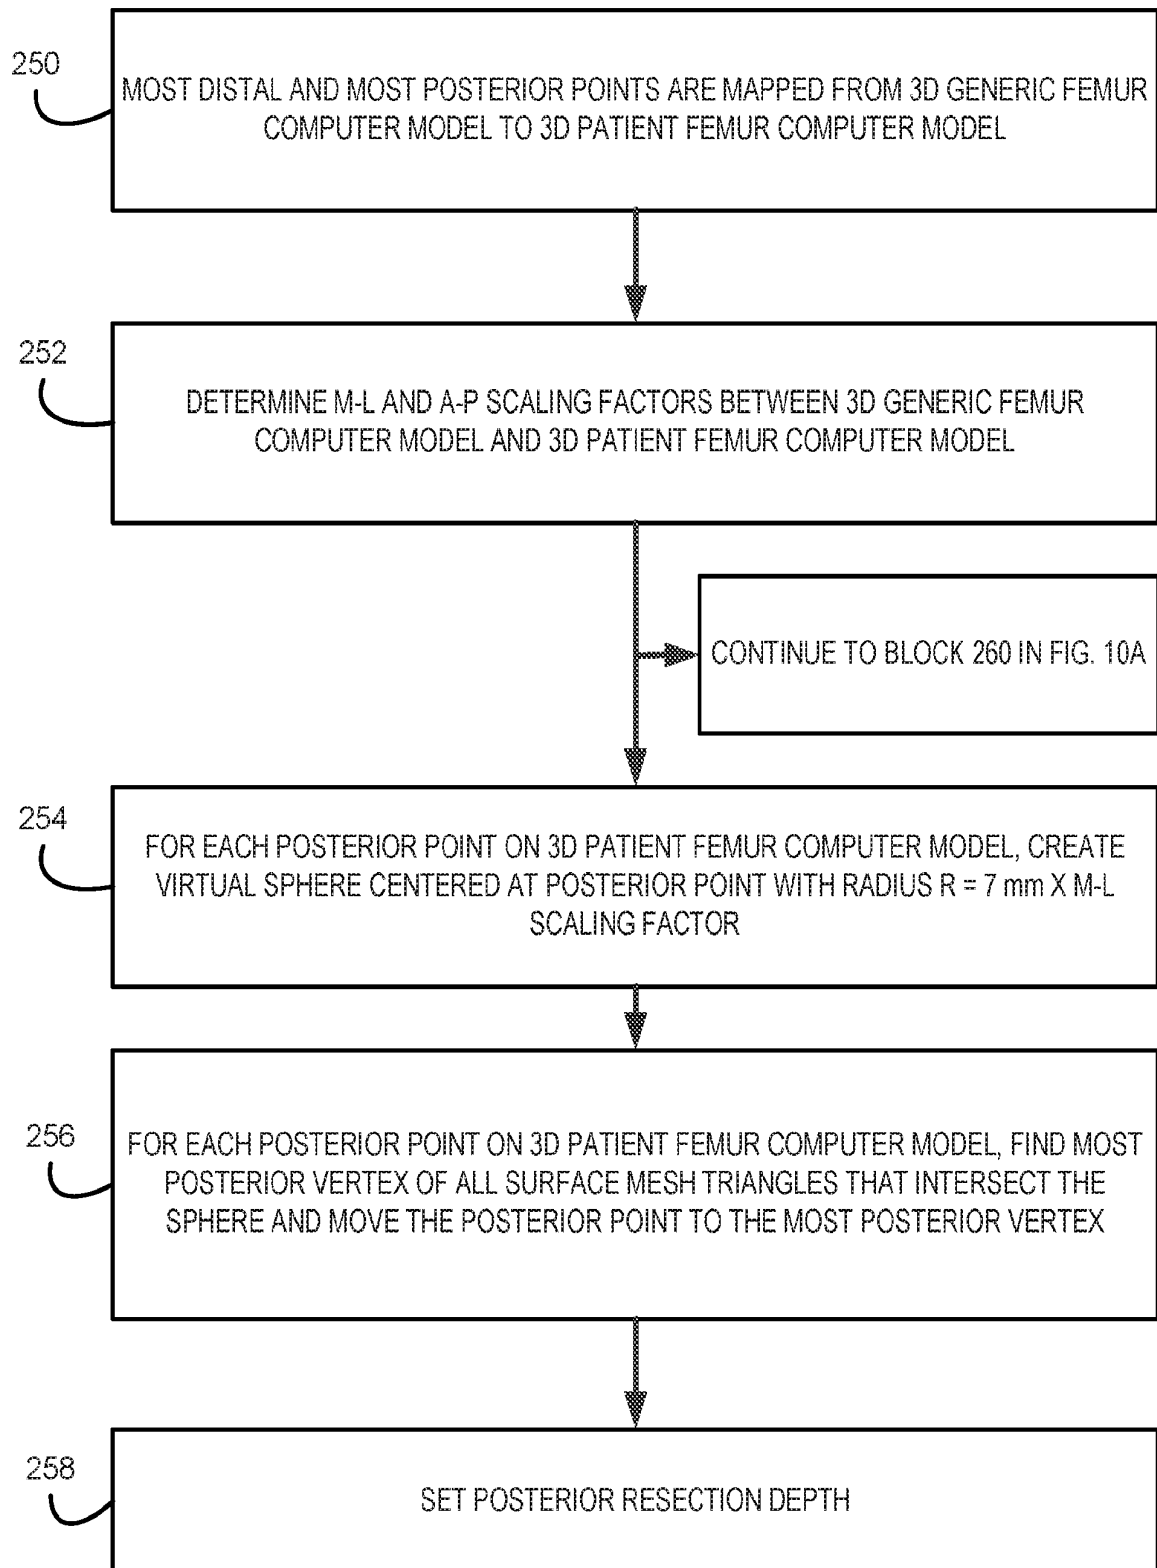 250
MOST DISTAL AND MOST POSTERIOR POINTS ARE MAPPED FROM 3D GENERIC FEMUR
COMPUTER MODEL TO 3D PATIENT FEMUR COMPUTER MODEL
252
DETERMINE M-L AND A-P SCALING FACTORS BETWEEN 3D GENERIC FEMUR
COMPUTER MODEL AND 3D PATIENT FEMUR COMPUTER MODEL
CONTINUE TO BLOCK 260 IN FIG. 10A
254
FOR EACH POSTERIOR POINT ON 3D PATIENT FEMUR COMPUTER MODEL, CREATE
VIRTUAL SPHERE CENTERED AT POSTERIOR POINT WITH RADIUS R = 7 mm X M-L
SCALING FACTOR
256
FOR EACH POSTERIOR POINT ON 3D PATIENT FEMUR COMPUTER MODEL, FIND MOST
POSTERIOR VERTEX OF ALL SURFACE MESH TRIANGLES THAT INTERSECT THE
SPHERE AND MOVE THE POSTERIOR POINT TO THE MOST POSTERIOR VERTEX
258
SET POSTERIOR RESECTION DEPTH